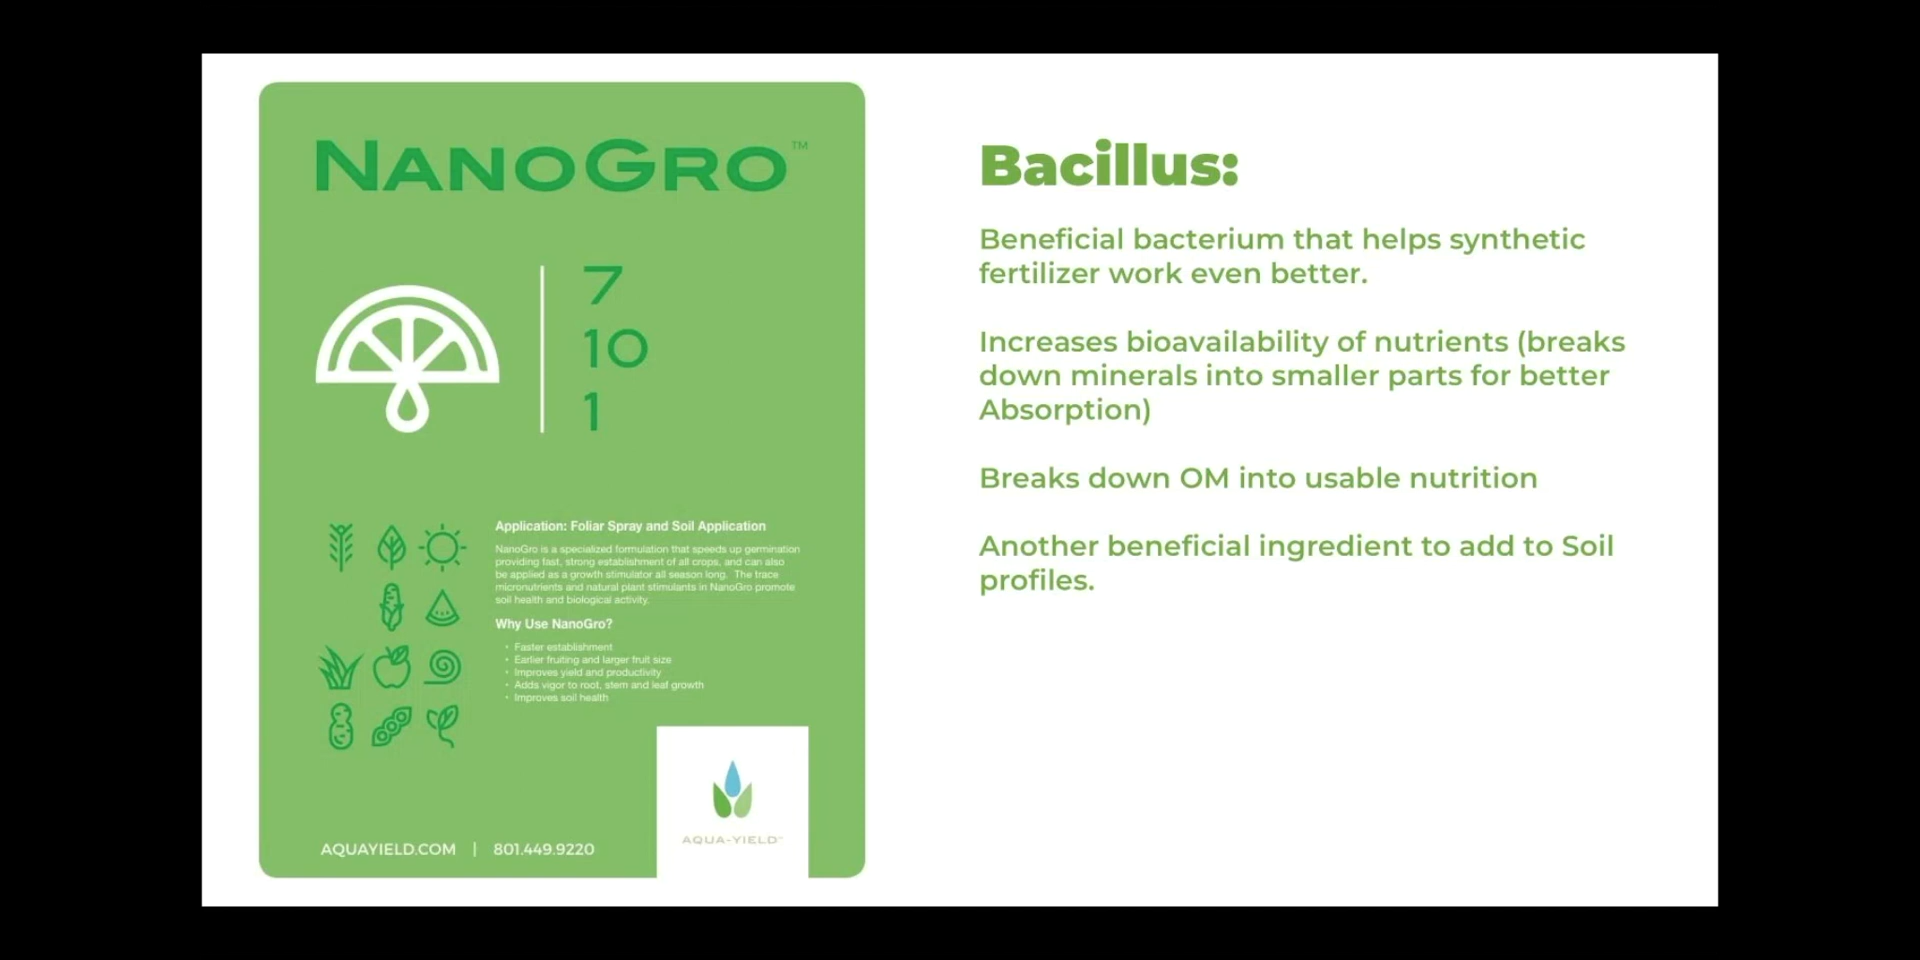 NANOGRO™
7
10
1
Application: Foliar Spray and Soil Application
NanoGro is a specialized formulation that speeds up germination
providing fast, strong establishment of all crops, and can also
be applied as a growth stimulator all season long. The trace
micronutrients and natural plant stimulants in NanoGro promote
soil health and biological activity.
Why Use NanoGro?
• Faster establishment
• Earlier fruiting and larger fruit size
• Improves yield and productivity
• Adds vigor to root, stem and leaf growth
• Improves soil health
AQUA-YIELD™
AQUAYIELD.COM | 801.449.9220
Bacillus:
Beneficial bacterium that helps synthetic
fertilizer work even better.
Increases bioavailability of nutrients (breaks
down minerals into smaller parts for better
Absorption)
Breaks down OM into usable nutrition
Another beneficial ingredient to add to Soil
profiles.